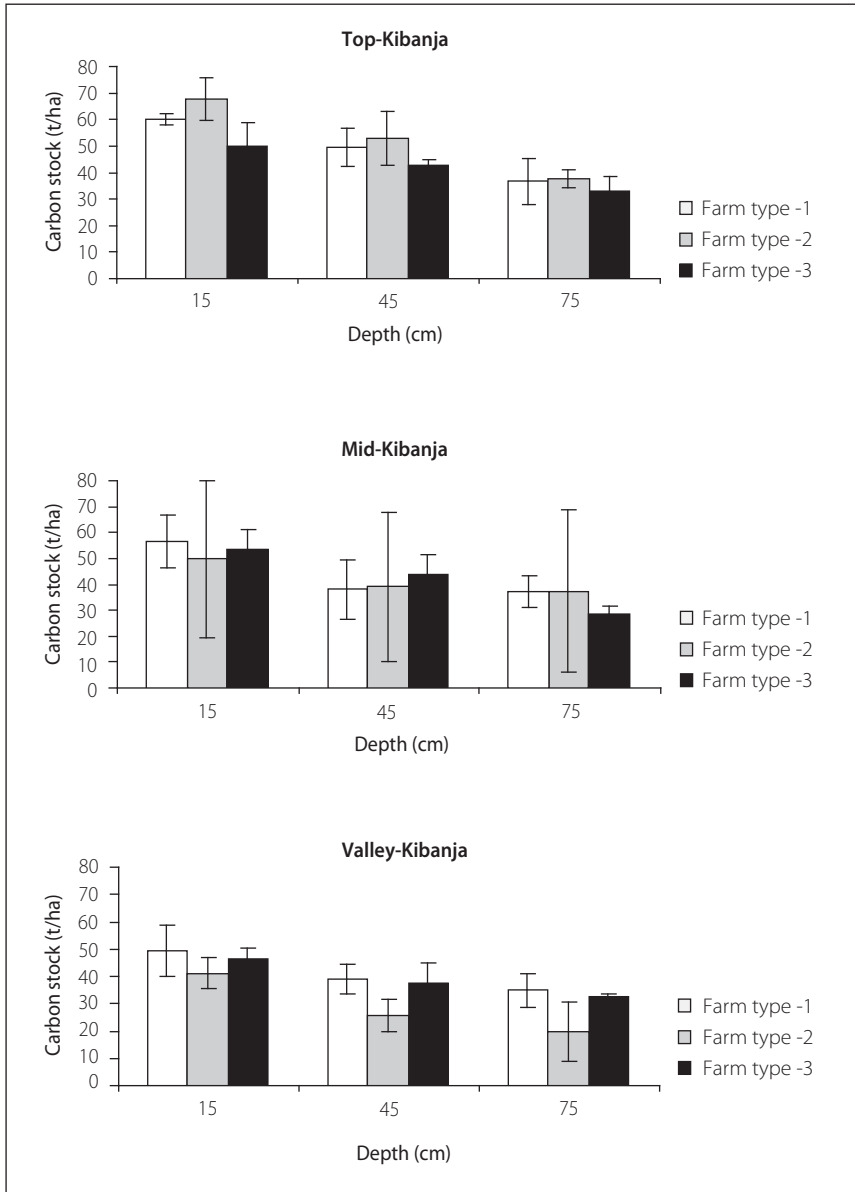 Top-Kibanja
Carbon stock (t/ha)
80
70
60
50
40
30
20
10
0
15 45 75
Depth (cm)
Farm type -1
Farm type -2
Farm type -3
Mid-Kibanja
Carbon stock (t/ha)
80
70
60
50
40
30
20
10
0
15 45 75
Depth (cm)
Farm type -1
Farm type -2
Farm type -3
Valley-Kibanja
Carbon stock (t/ha)
80
70
60
50
40
30
20
10
0
15 45 75
Depth (cm)
Farm type -1
Farm type -2
Farm type -3